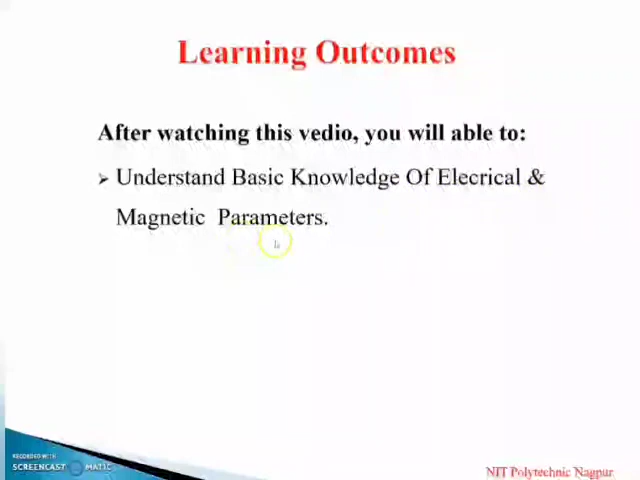 Learning Outcomes
After watching this vedio, you will able to:
➢ Understand Basic Knowledge Of Elecrical &
Magnetic Parameters.
RECORDED WITH
SCREENCAST MATIC
NIT Polytechnic Nagpur